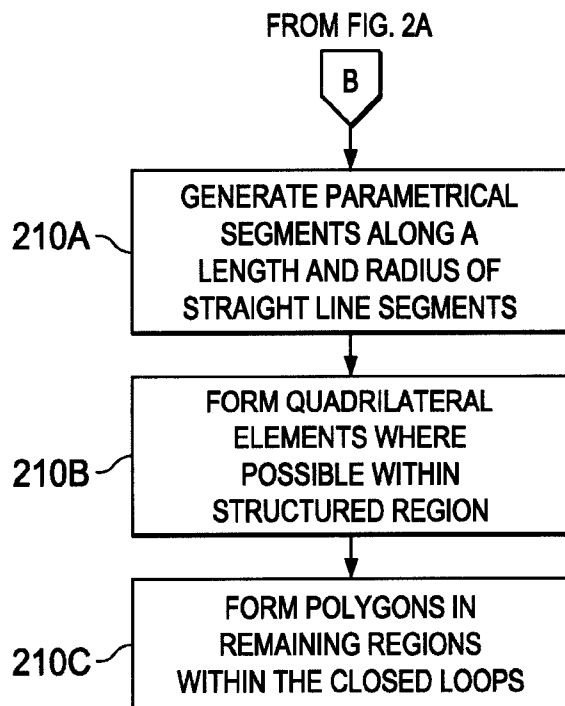 FROM FIG. 2A
B
210A
GENERATE PARAMETRICAL
SEGMENTS ALONG A
LENGTH AND RADIUS OF
STRAIGHT LINE SEGMENTS
210B
FORM QUADRILATERAL
ELEMENTS WHERE
POSSIBLE WITHIN
STRUCTURED REGION
210C
FORM POLYGONS IN
REMAINING REGIONS
WITHIN THE CLOSED LOOPS